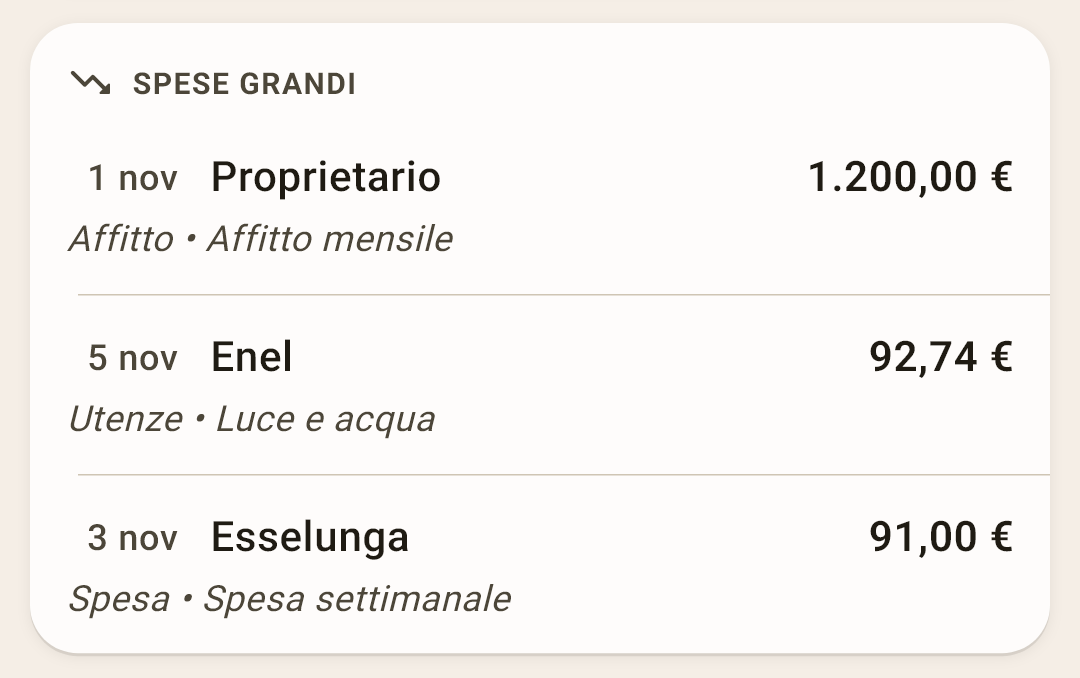 SPESE GRANDI
1 nov Proprietario 1.200,00 €
Affitto • Affitto mensile
5 nov Enel 92,74 €
Utenze • Luce e acqua
3 nov Esselunga 91,00 €
Spesa • Spesa settimanale